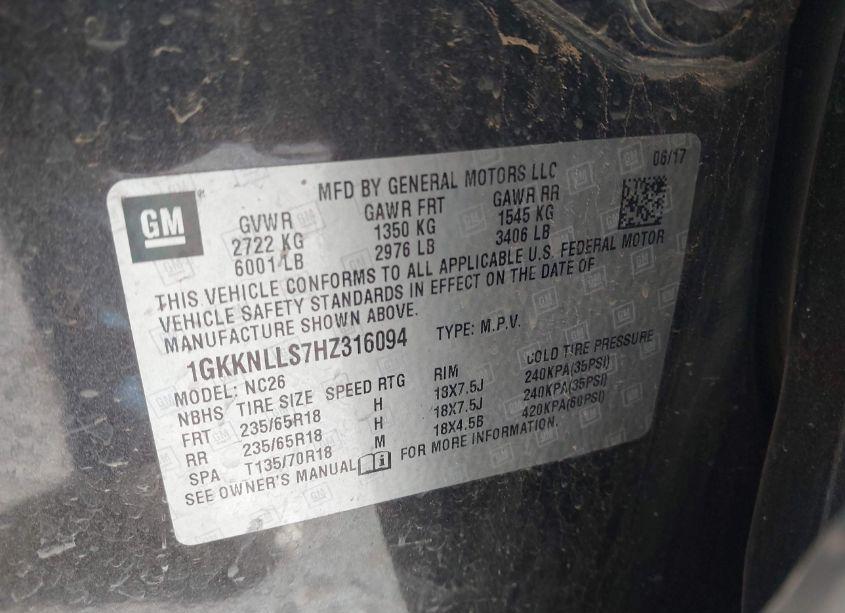 06/17
GM
MFD BY GENERAL MOTORS LLC
GVWR GAWR FRT GAWR RR
2722 KG 1350 KG 1545 KG
6001 LB 2976 LB 3406 LB
THIS VEHICLE CONFORMS TO ALL APPLICABLE U.S. FEDERAL MOTOR
VEHICLE SAFETY STANDARDS IN EFFECT ON THE DATE OF
MANUFACTURE SHOWN ABOVE.
1GKKNLLS7HZ316094 TYPE: M.P.V.
MODEL: NC26
NBHS TIRE SIZE SPEED RTG RIM COLD TIRE PRESSURE
FRT 235/65R18 H 18X7.5J 240KPA(35PSI)
RR 235/65R18 H 18X7.5J 240KPA(35PSI)
SPA T135/70R18 M 18X4.5B 420KPA(60PSI)
SEE OWNER'S MANUAL FOR MORE INFORMATION.